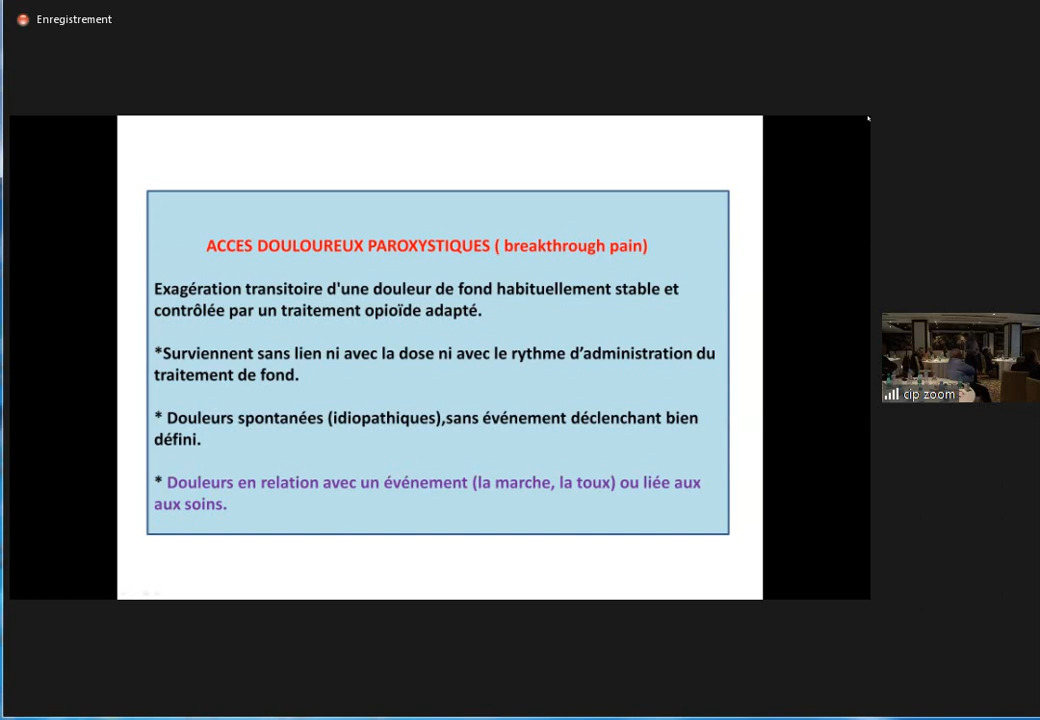 Enregistrement
ACCES DOULOUREUX PAROXYSTIQUES ( breakthrough pain)
Exagération transitoire d'une douleur de fond habituellement stable et
contrôlée par un traitement opioïde adapté.
*Surviennent sans lien ni avec la dose ni avec le rythme d’administration du
traitement de fond.
* Douleurs spontanées (idiopathiques),sans événement déclenchant bien
défini.
* Douleurs en relation avec un événement (la marche, la toux) ou liée aux
aux soins.
cip zoom